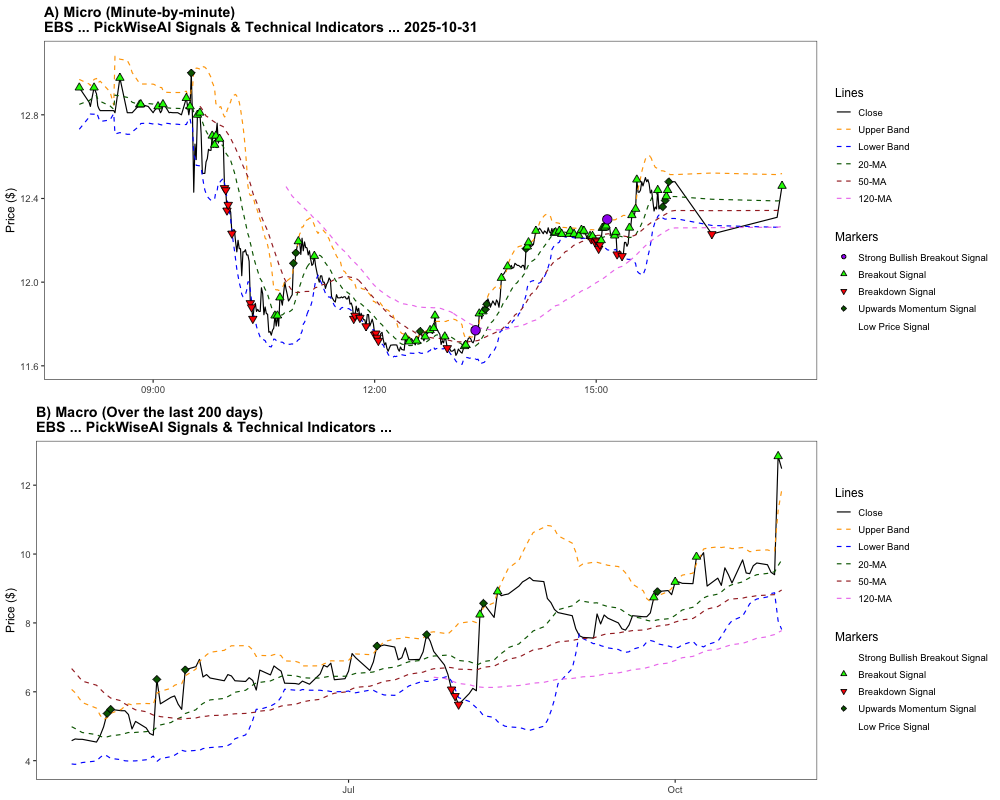 A) Micro (Minute-by-minute)
EBS ... PickWiseAI Signals & Technical Indicators ... 2025-10-31
Price ($)
12.8
12.4
12.0
11.6
09:00
12:00
15:00
Lines
Close
Upper Band
Lower Band
20-MA
50-MA
120-MA
Markers
Strong Bullish Breakout Signal
Breakout Signal
Breakdown Signal
Upwards Momentum Signal
Low Price Signal
B) Macro (Over the last 200 days)
EBS ... PickWiseAI Signals & Technical Indicators ...
Price ($)
12
10
8
6
4
Jul
Oct
Lines
Close
Upper Band
Lower Band
20-MA
50-MA
120-MA
Markers
Strong Bullish Breakout Signal
Breakout Signal
Breakdown Signal
Upwards Momentum Signal
Low Price Signal